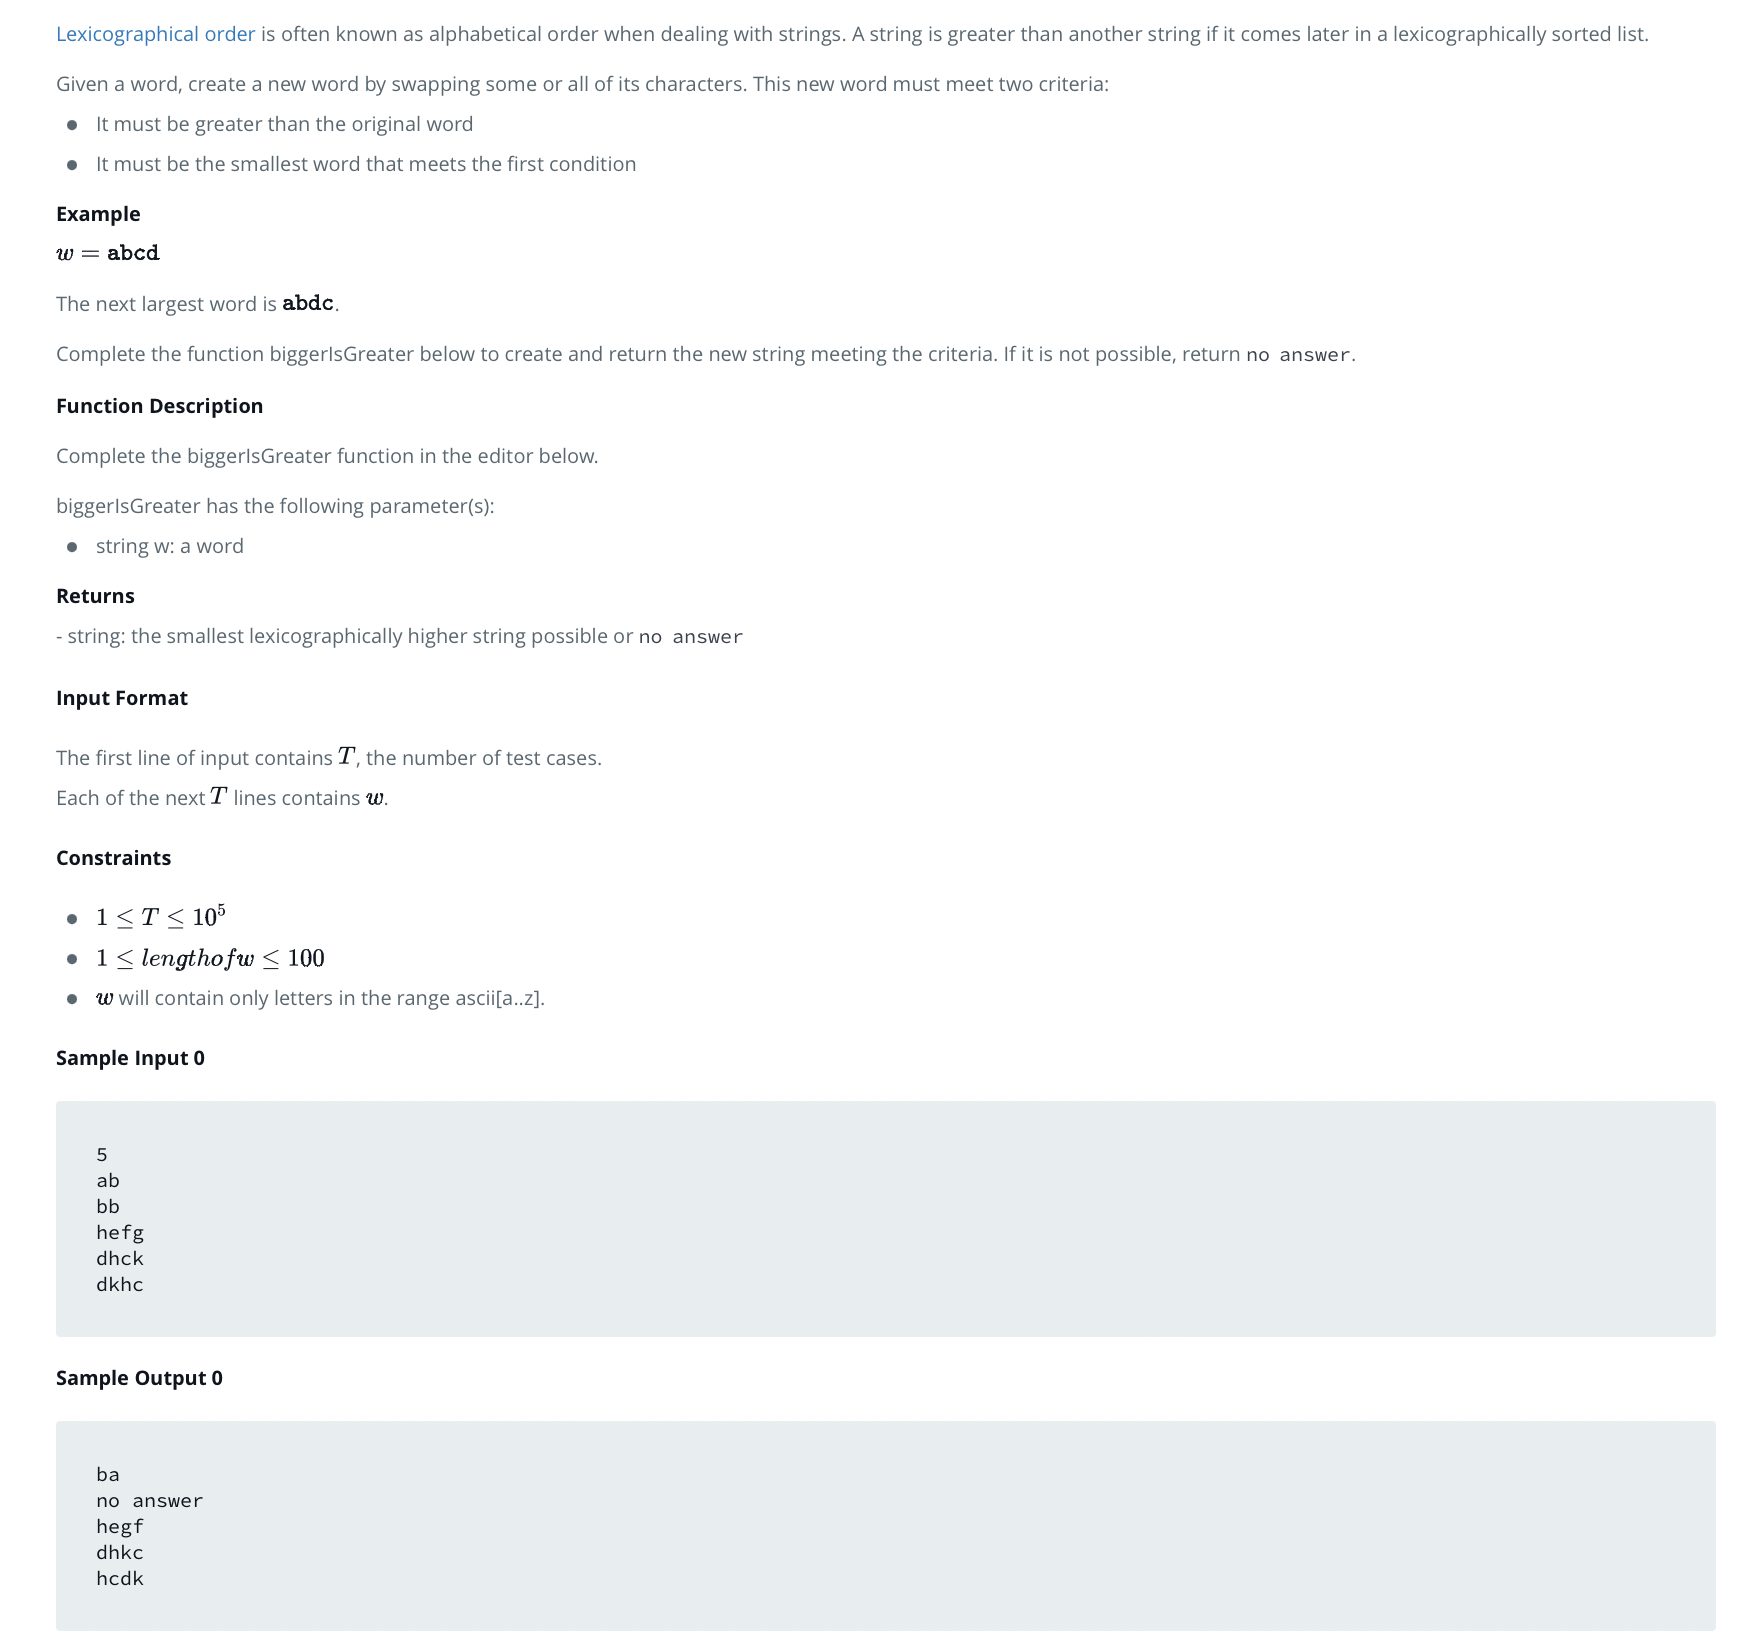 Lexicographical order is often known as alphabetical order when dealing with strings. A string is greater than another string if it comes later in a lexicographically sorted list.
Given a word, create a new word by swapping some or all of its characters. This new word must meet two criteria:
● It must be greater than the original word
● It must be the smallest word that meets the first condition
Example
w = abcd
The next largest word is abdc.
Complete the function biggerIsGreater below to create and return the new string meeting the criteria. If it is not possible, return no answer.
Function Description
Complete the biggerIsGreater function in the editor below.
biggerIsGreater has the following parameter(s):
● string w: a word
Returns
- string: the smallest lexicographically higher string possible or no answer
Input Format
The first line of input contains T, the number of test cases.
Each of the next T lines contains w.
Constraints
● 1 ≤ T ≤ 10⁵
● 1 ≤ lengthofw ≤ 100
● w will contain only letters in the range ascii[a..z].
Sample Input 0
5
ab
bb
hefg
dhck
dkhc
Sample Output 0
ba
no answer
hegf
dhkc
hcdk